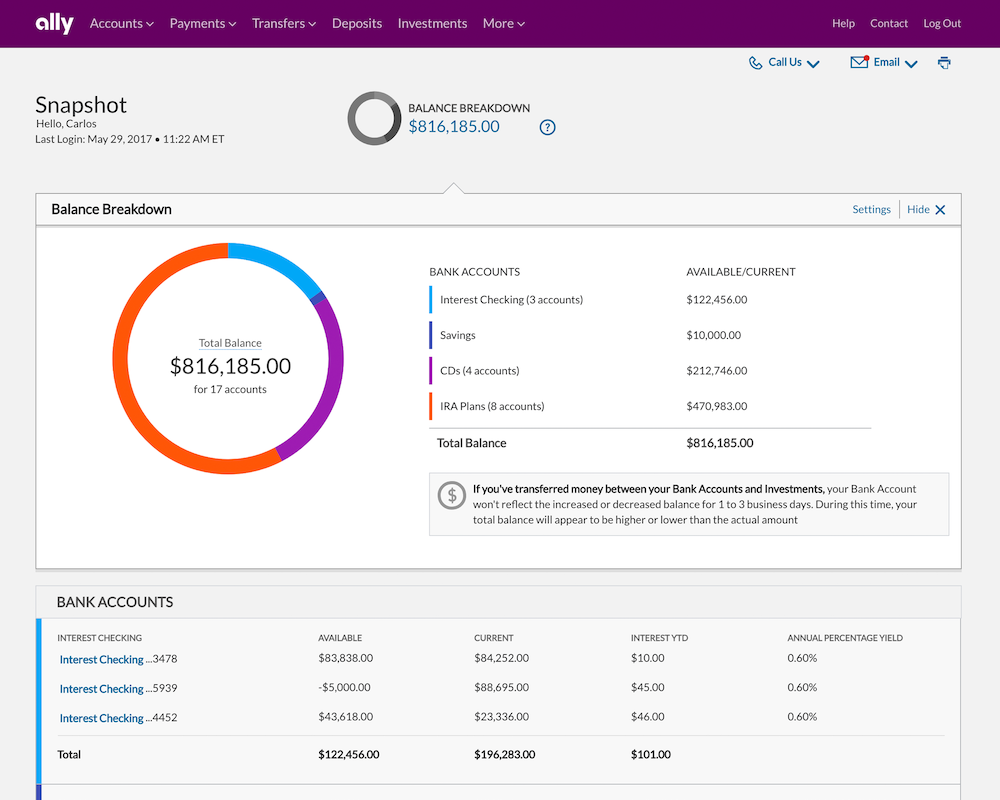 ally Accounts Payments Transfers Deposits Investments More Help Contact Log Out
Call Us Email
Snapshot
Hello, Carlos
Last Login: May 29, 2017 • 11:22 AM ET
BALANCE BREAKDOWN
$816,185.00 ?
Balance Breakdown Settings Hide X
Total Balance
$816,185.00
for 17 accounts
BANK ACCOUNTS AVAILABLE/CURRENT
Interest Checking (3 accounts) $122,456.00
Savings $10,000.00
CDs (4 accounts) $212,746.00
IRA Plans (8 accounts) $470,983.00
Total Balance $816,185.00
$
If you've transferred money between your Bank Accounts and Investments, your Bank Account
won't reflect the increased or decreased balance for 1 to 3 business days. During this time, your
total balance will appear to be higher or lower than the actual amount
BANK ACCOUNTS
INTEREST CHECKING AVAILABLE CURRENT INTEREST YTD ANNUAL PERCENTAGE YIELD
Interest Checking ...3478 $83,838.00 $84,252.00 $10.00 0.60%
Interest Checking ...5939 -$5,000.00 $88,695.00 $45.00 0.60%
Interest Checking ...4452 $43,618.00 $23,336.00 $46.00 0.60%
Total $122,456.00 $196,283.00 $101.00